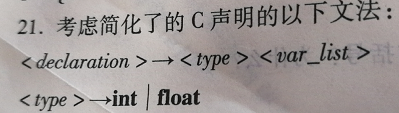 21. 考虑简化了的 C 声明的以下文法：
< declaration > → < type > < var_list >
< type > → int | float